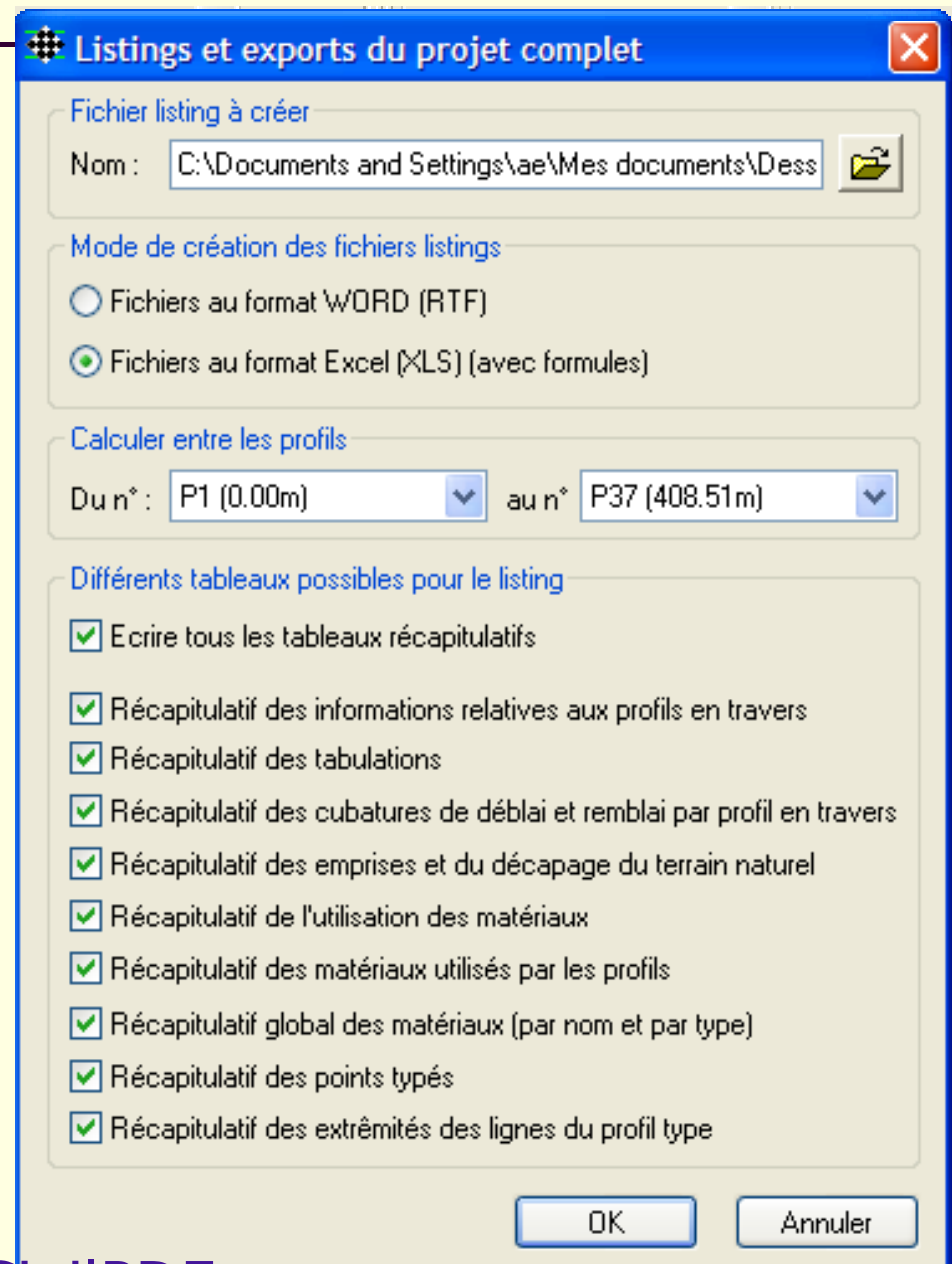 Listings et exports du projet complet
Fichier listing à créer
Nom : C:\Documents and Settings\ae\Mes documents\Dess
Mode de création des fichiers listings
Fichiers au format WORD (RTF)
Fichiers au format Excel (XLS) (avec formules)
Calculer entre les profils
Du n° : P1 (0.00m) au n° P37 (408.51m)
Différents tableaux possibles pour le listing
Ecrire tous les tableaux récapitulatifs
Récapitulatif des informations relatives aux profils en travers
Récapitulatif des tabulations
Récapitulatif des cubatures de déblai et remblai par profil en travers
Récapitulatif des emprises et du décapage du terrain naturel
Récapitulatif de l'utilisation des matériaux
Récapitulatif des matériaux utilisés par les profils
Récapitulatif global des matériaux (par nom et par type)
Récapitulatif des points typés
Récapitulatif des extrêmités des lignes du profil type
OK Annuler